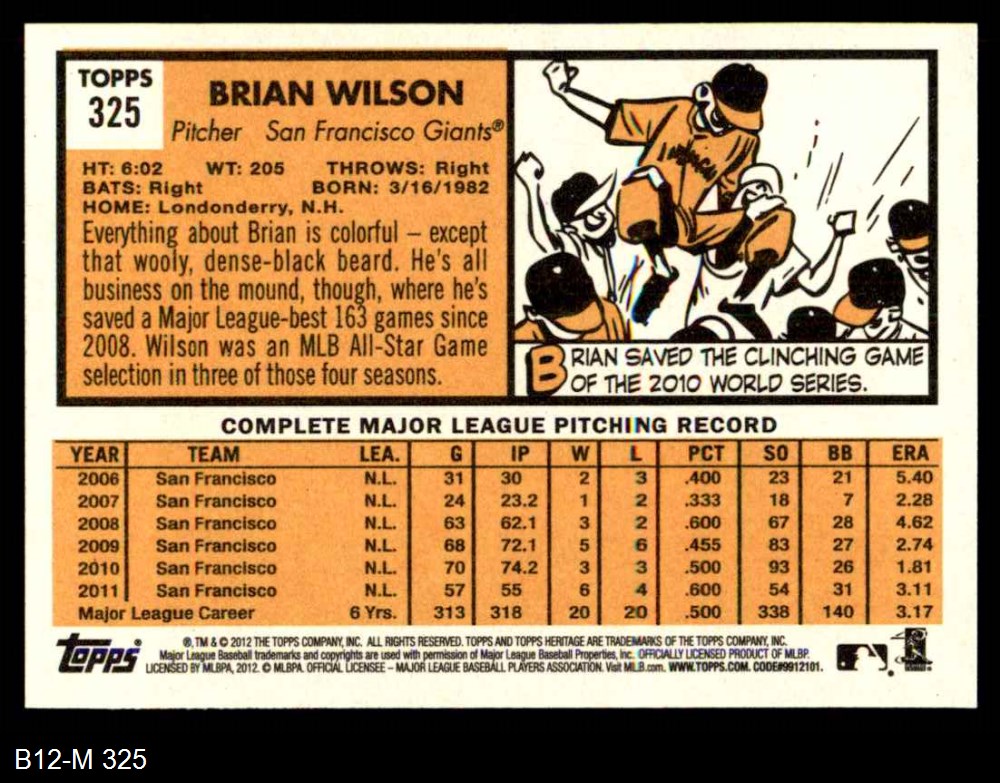 TOPPS
325
BRIAN WILSON
Pitcher San Francisco Giants®
HT: 6:02 WT: 205 THROWS: Right
BATS: Right BORN: 3/16/1982
HOME: Londonderry, N.H.
Everything about Brian is colorful – except
that wooly, dense-black beard. He's all
business on the mound, though, where he's
saved a Major League-best 163 games since
2008. Wilson was an MLB All-Star Game
selection in three of those four seasons.
BRIAN SAVED THE CLINCHING GAME
OF THE 2010 WORLD SERIES.
COMPLETE MAJOR LEAGUE PITCHING RECORD
YEAR TEAM LEA. G IP W L PCT SO BB ERA
2006 San Francisco N.L. 31 30 2 3 .400 23 21 5.40
2007 San Francisco N.L. 24 23.2 1 2 .333 18 7 2.28
2008 San Francisco N.L. 63 62.1 3 2 .600 67 28 4.62
2009 San Francisco N.L. 68 72.1 5 6 .455 83 27 2.74
2010 San Francisco N.L. 70 74.2 3 3 .500 93 26 1.81
2011 San Francisco N.L. 57 55 6 4 .600 54 31 3.11
Major League Career 6 Yrs. 313 318 20 20 .500 338 140 3.17
TOPPS
®, TM & © 2012 THE TOPPS COMPANY, INC. ALL RIGHTS RESERVED. TOPPS AND TOPPS HERITAGE ARE TRADEMARKS OF THE TOPPS COMPANY, INC.
Major League Baseball trademarks and copyrights are used with permission of Major League Baseball Properties, Inc. OFFICIALLY LICENSED PRODUCT OF MLBP.
LICENSED BY MLBPA, 2012. © MLBPA. OFFICIAL LICENSEE – MAJOR LEAGUE BASEBALL PLAYERS ASSOCIATION. Visit MLB.com. WWW.TOPPS.COM. CODE#9912101.
B12-M 325